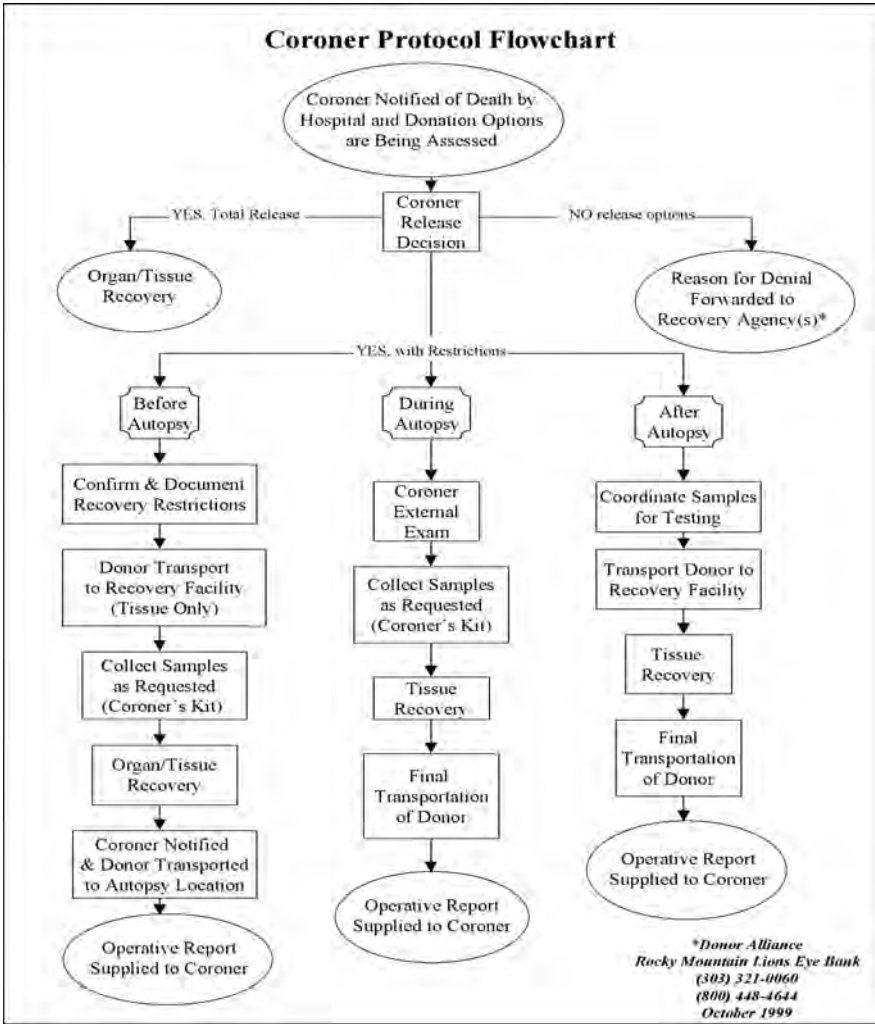 Coroner Protocol Flowchart
Coroner Notified of Death by
Hospital and Donation Options
are Being Assessed
YES, Total Release
Coroner
Release
Decision
NO release options
Organ/Tissue
Recovery
Reason for Denial
Forwarded to
Recovery Agency(s)*
YES, with Restrictions
Before
Autopsy
Confirm & Document
Recovery Restrictions
Donor Transport
to Recovery Facility
(Tissue Only)
Collect Samples
as Requested
(Coroner's Kit)
Organ/Tissue
Recovery
Coroner Notified
& Donor Transported
to Autopsy Location
Operative Report
Supplied to Coroner
During
Autopsy
Coroner
External
Exam
Collect Samples
as Requested
(Coroner's Kit)
Tissue
Recovery
Final
Transportation
of Donor
Operative Report
Supplied to Coroner
After
Autopsy
Coordinate Samples
for Testing
Transport Donor to
Recovery Facility
Tissue
Recovery
Final
Transportation
of Donor
Operative Report
Supplied to Coroner
*Donor Alliance
Rocky Mountain Lions Eye Bank
(303) 321-0060
(800) 448-4644
October 1999